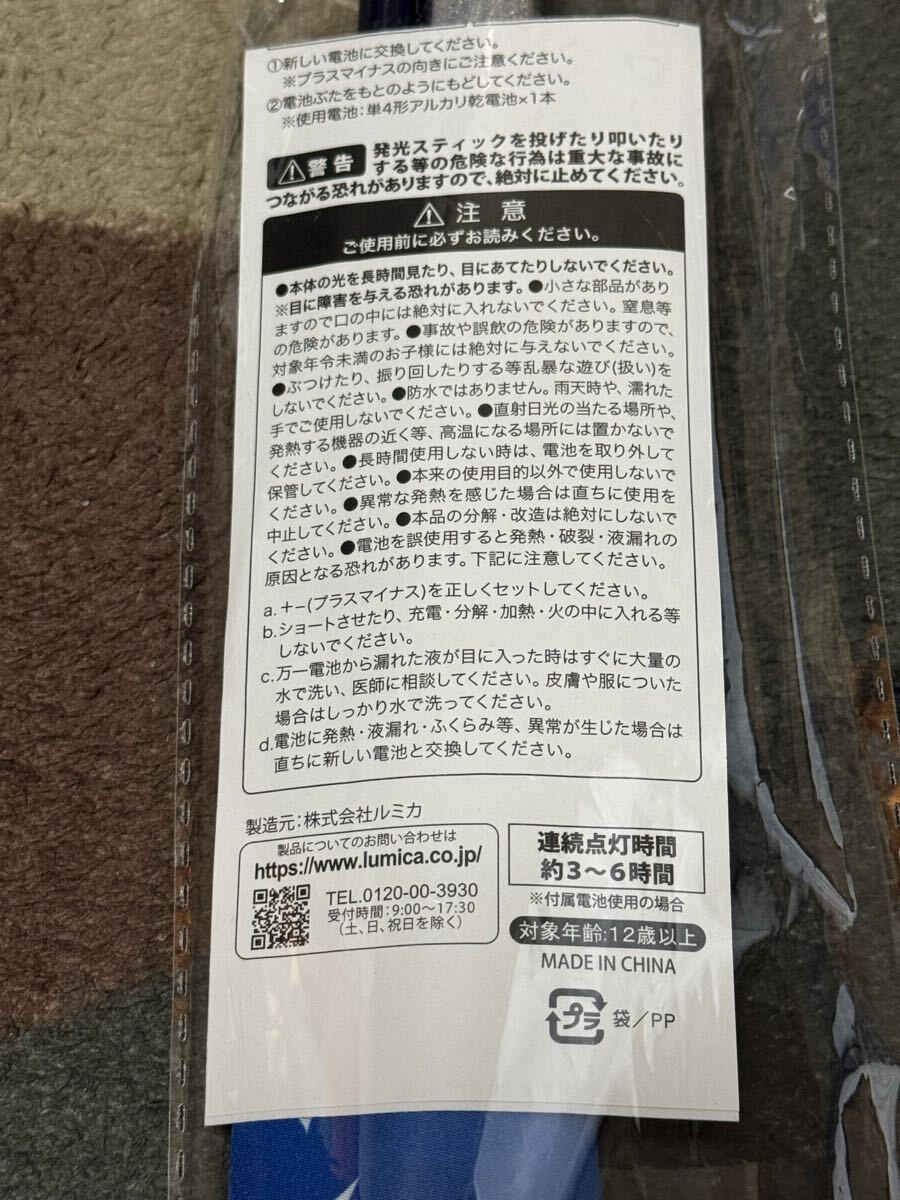 ①新しい電池に交換してください。
※プラスマイナスの向きにご注意ください。
②電池ぶたをもとのようにもどしてください。
※使用電池:単4形アルカリ乾電池×1本
警告 発光スティックを投げたり叩いたり
する等の危険な行為は重大な事故に
つながる恐れがありますので、絶対に止めてください。
注 意
ご使用前に必ずお読みください。
●本体の光を長時間見たり、目にあてたりしないでください。
※目に障害を与える恐れがあります。●小さな部品があり
ますので口の中には絶対に入れないでください。窒息等
の危険があります。●事故や誤飲の危険がありますので、
対象年令未満のお子様には絶対に与えないでください。
●ぶつけたり、振り回したりする等乱暴な遊び(扱い)を
しないでください。●防水ではありません。雨天時や、濡れた
手でご使用しないでください。●直射日光の当たる場所や、
発熱する機器の近く等、高温になる場所には置かないで
ください。●長時間使用しない時は、電池を取り外して
保管してください。●本来の使用目的以外で使用しないで
ください。●異常な発熱を感じた場合は直ちに使用を
中止してください。●本品の分解・改造は絶対にしないで
ください。●電池を誤使用すると発熱・破裂・液漏れの
原因となる恐れがあります。下記に注意してください。
a.+−(プラスマイナス)を正しくセットしてください。
b.ショートさせたり、充電・分解・加熱・火の中に入れる等
しないでください。
c.万一電池から漏れた液が目に入った時はすぐに大量の
水で洗い、医師に相談してください。皮膚や服についた
場合はしっかり水で洗ってください。
d.電池に発熱・液漏れ・ふくらみ等、異常が生じた場合は
直ちに新しい電池と交換してください。
製造元:株式会社ルミカ
製品についてのお問い合わせは
https://www.lumica.co.jp/
TEL.0120-00-3930
受付時間:9:00〜17:30
(土、日、祝日を除く)
連続点灯時間
約3〜6時間
※付属電池使用の場合
対象年齢:12歳以上
MADE IN CHINA
プラ 袋/PP